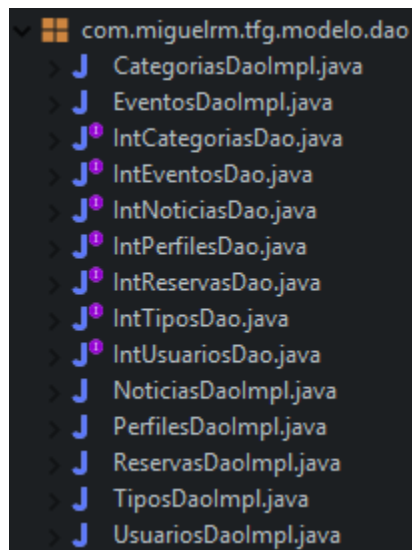 com.miguelrm.tfg.modelo.dao
CategoriasDaoImpl.java
EventosDaoImpl.java
IntCategoriasDao.java
IntEventosDao.java
IntNoticiasDao.java
IntPerfilesDao.java
IntReservasDao.java
IntTiposDao.java
IntUsuariosDao.java
NoticiasDaoImpl.java
PerfilesDaoImpl.java
ReservasDaoImpl.java
TiposDaoImpl.java
UsuariosDaoImpl.java